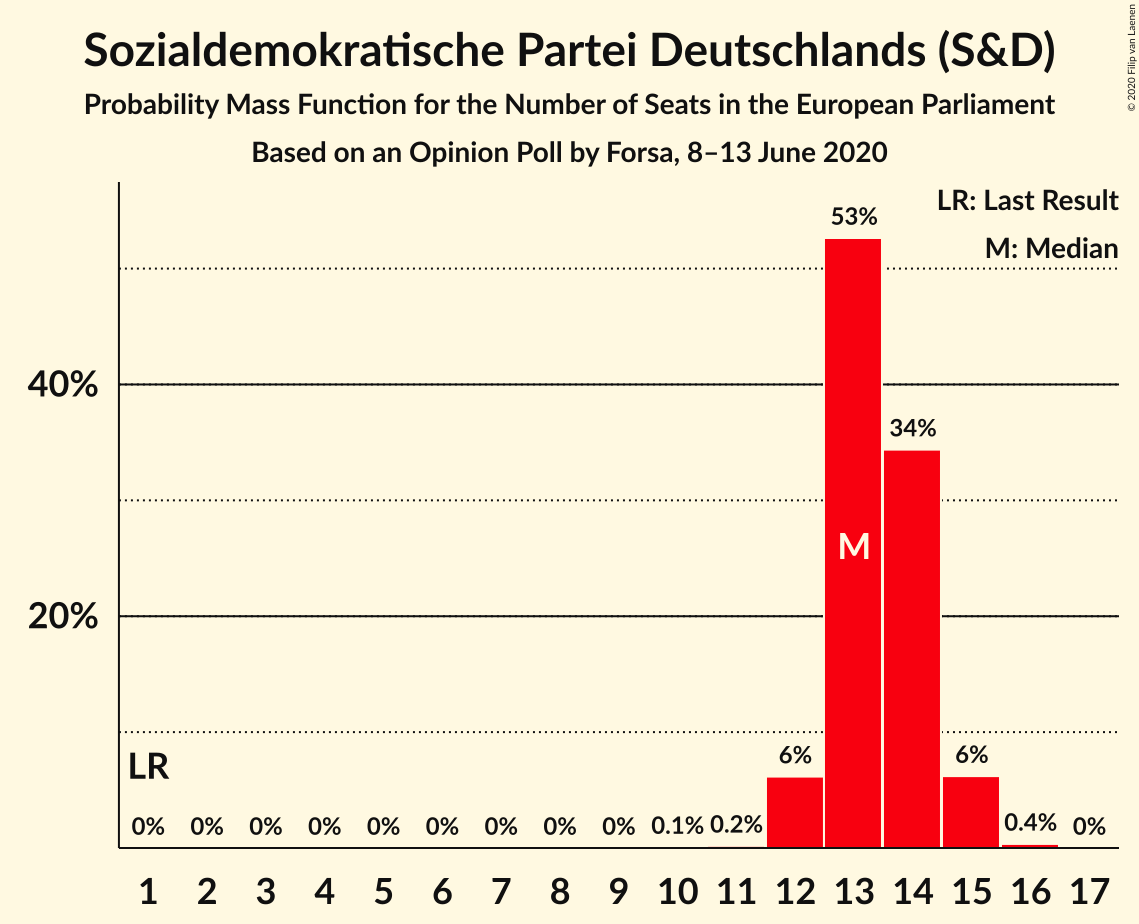 Sozialdemokratische Partei Deutschlands (S&D)
Probability Mass Function for the Number of Seats in the European Parliament
Based on an Opinion Poll by Forsa, 8–13 June 2020
© 2020 Filip van Laenen
LR: Last Result
M: Median
53%
40%
34%
M
20%
LR
6%
6%
0% 0% 0% 0% 0% 0% 0% 0% 0% 0.1% 0.2% 0.4% 0%
1 2 3 4 5 6 7 8 9 10 11 12 13 14 15 16 17